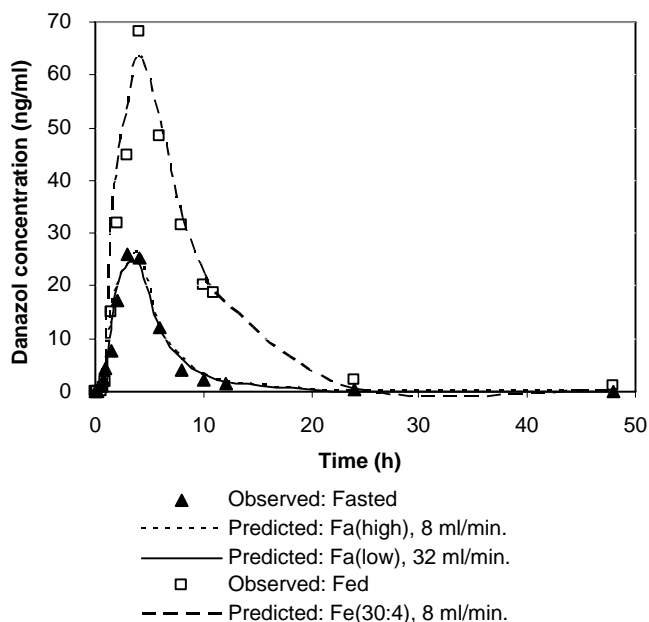 70
60
50
40
30
20
10
0
Danazol concentration (ng/ml)
0 10 20 30 40 50
Time (h)
Observed: Fasted
Predicted: Fa(high), 8 ml/min.
Predicted: Fa(low), 32 ml/min.
Observed: Fed
Predicted: Fe(30:4), 8 ml/min.